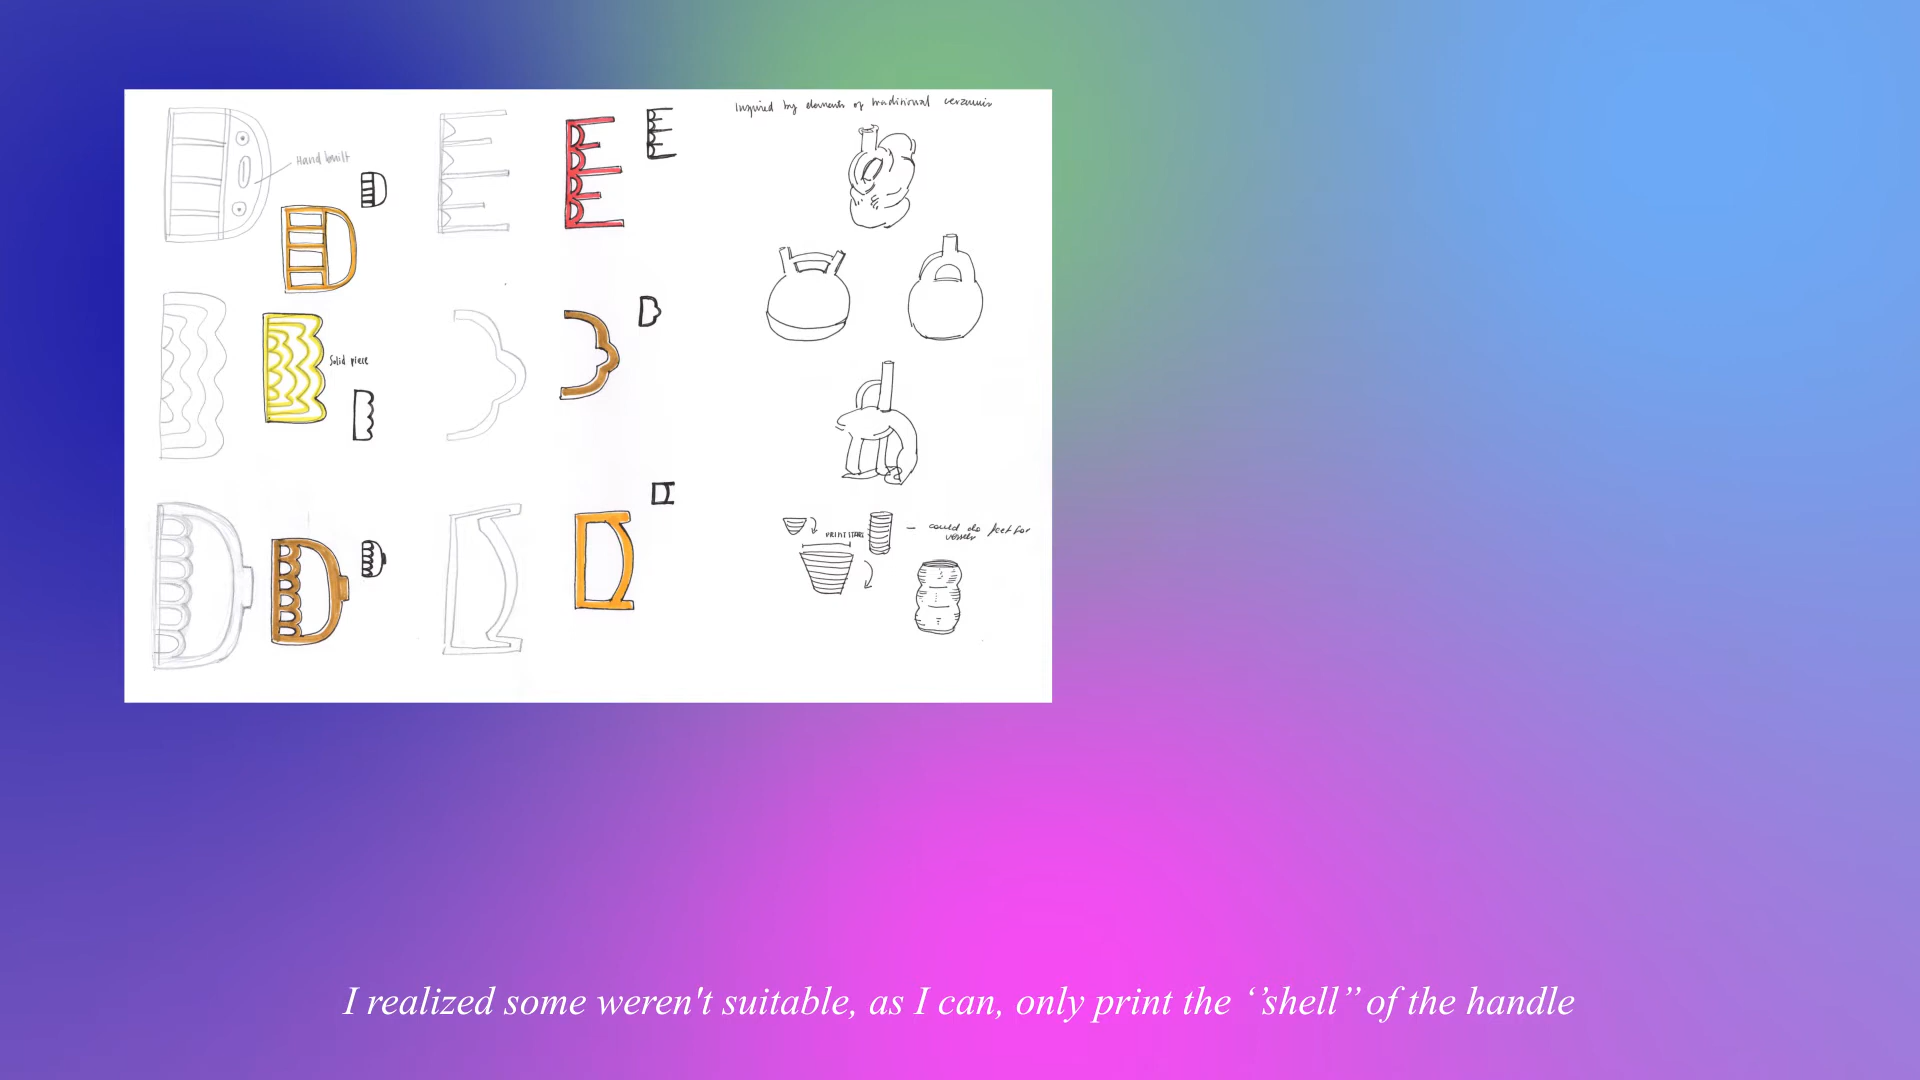 Inspired by elements of traditional ceramics
Hand built
Solid piece
PRINT
— could do feet for
vessels
I realized some weren't suitable, as I can, only print the ‘’shell’’ of the handle